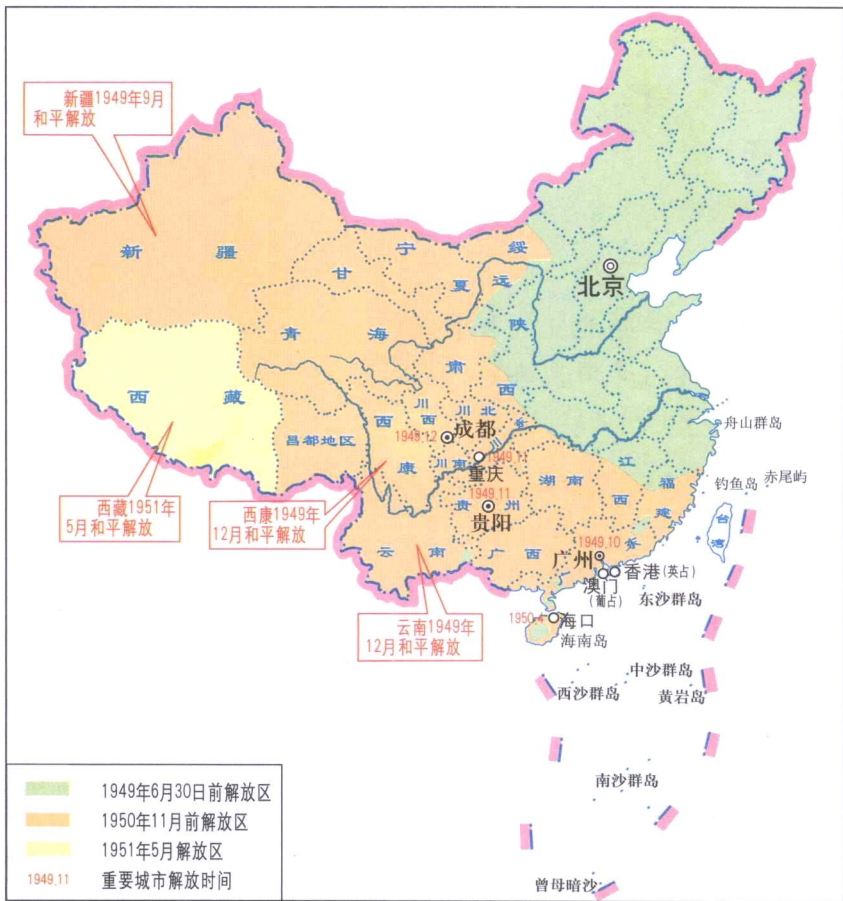 新疆1949年9月
和平解放
新疆
甘
宁
夏
绥
远
北京
陕
西
青海
肃
西藏
昌都地区
西
康
川
西
川北
1949.12
成都
1949.11
川南
重庆
舟山群岛
江
西
福
建
湖南
钓鱼岛
赤尾屿
台
湾
西藏1951年
5月和平解放
西康1949年
12月和平解放
1949.11
贵州
贵阳
云南
广西
1949.10
广州
东
香港(英占)
澳门
(葡占)
东沙群岛
云南1949年
12月和平解放
1950.4
海口
海南岛
中沙群岛
西沙群岛
黄岩岛
南沙群岛
曾母暗沙
1949年6月30日前解放区
1950年11月前解放区
1951年5月解放区
1949.11 重要城市解放时间